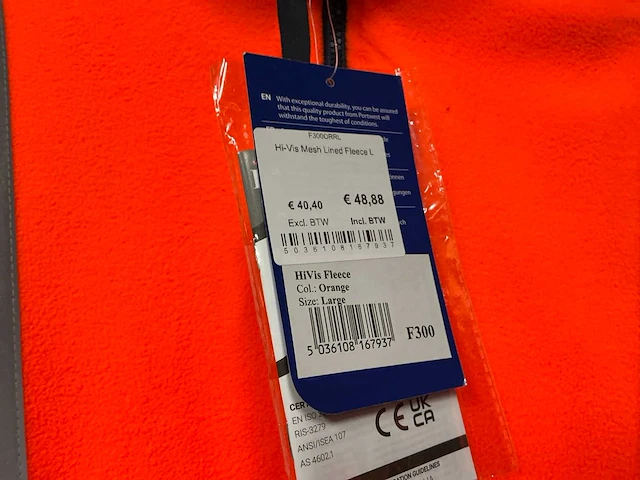 EN With exceptional durability, you can be assured
that this quality product from Portwest will
withstand the toughest of conditions.
F300ORRL
Hi-Vis Mesh Lined Fleece L
€ 40,40 € 48,88
Excl. BTW Incl. BTW
5036108167937
HiVis Fleece
Col.: Orange
Size: Large
5 036108 167937
F300
EN ISO
RIS-3279
ANSI/ISEA 107
AS 4602.1
CE UK
CA
GUIDELINES